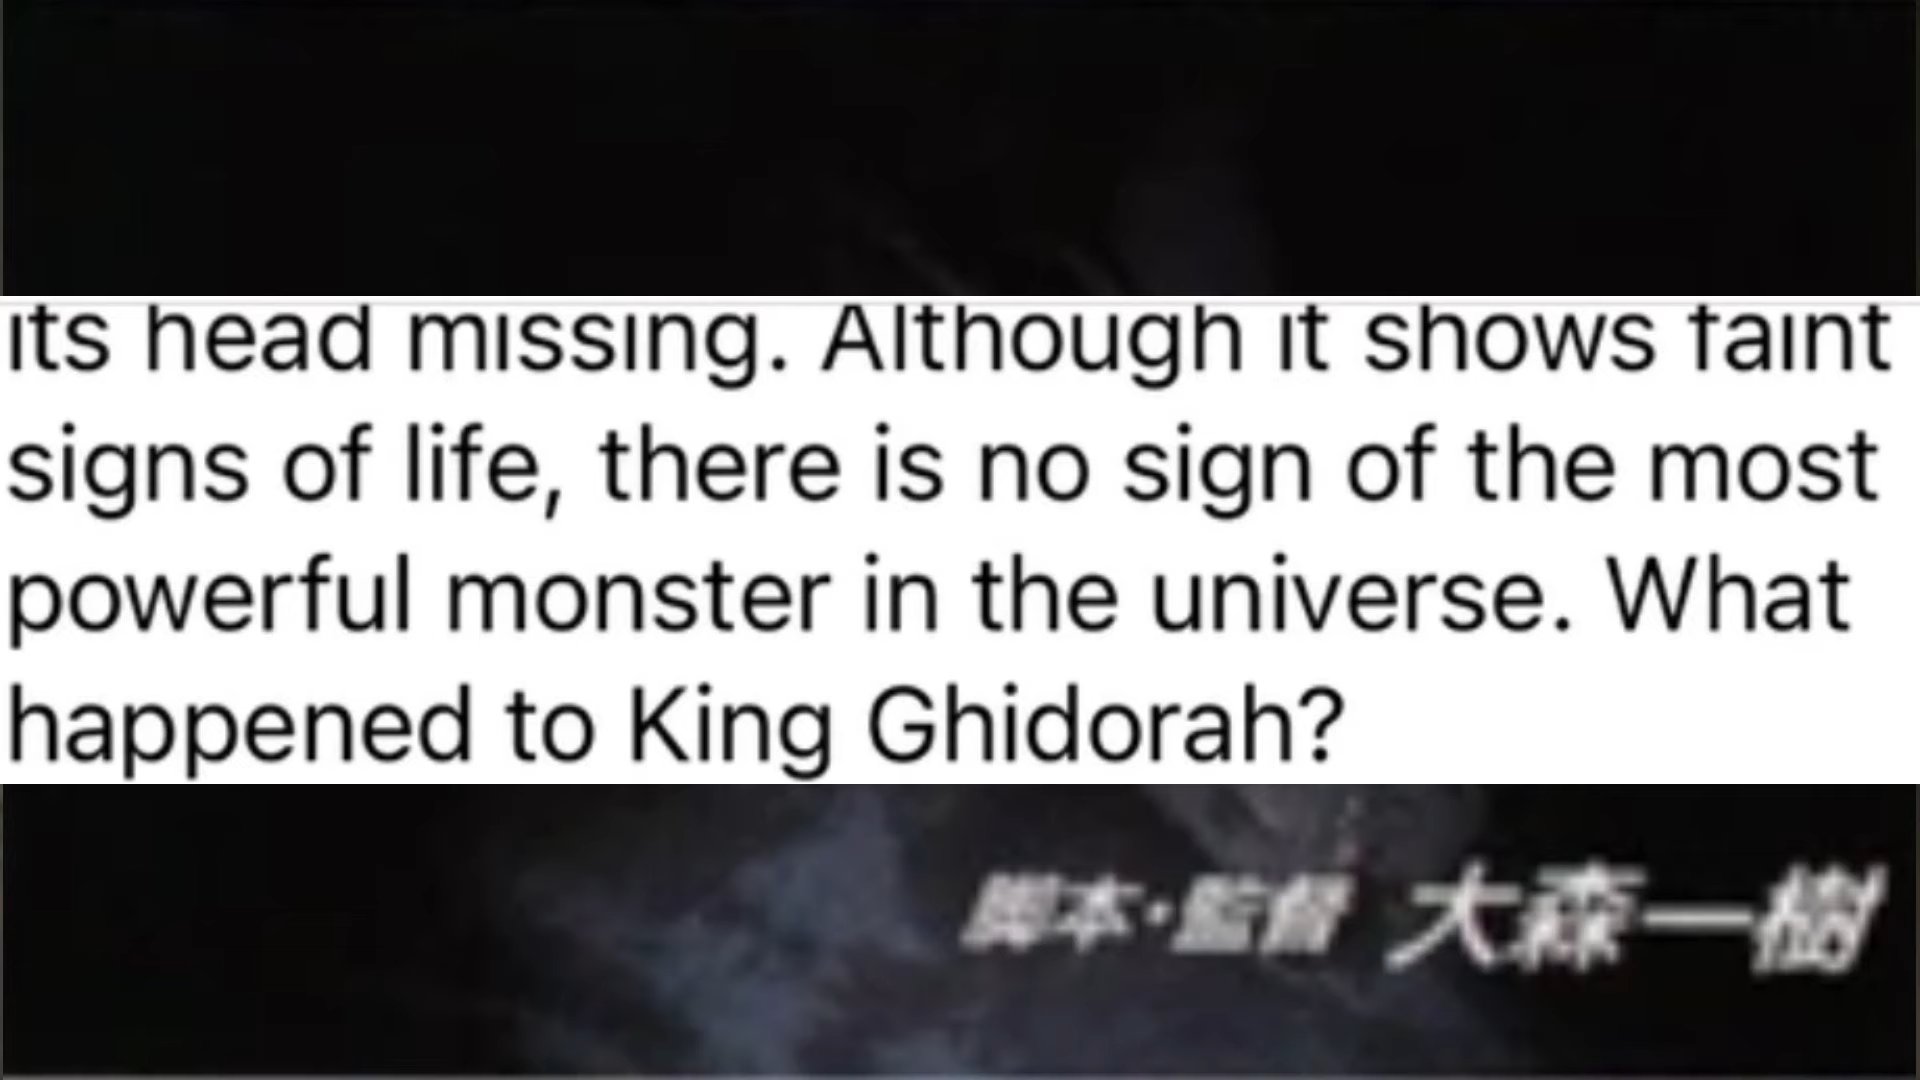 its head missing. Although it shows faint
signs of life, there is no sign of the most
powerful monster in the universe. What
happened to King Ghidorah?
脚本・監督 大森一樹